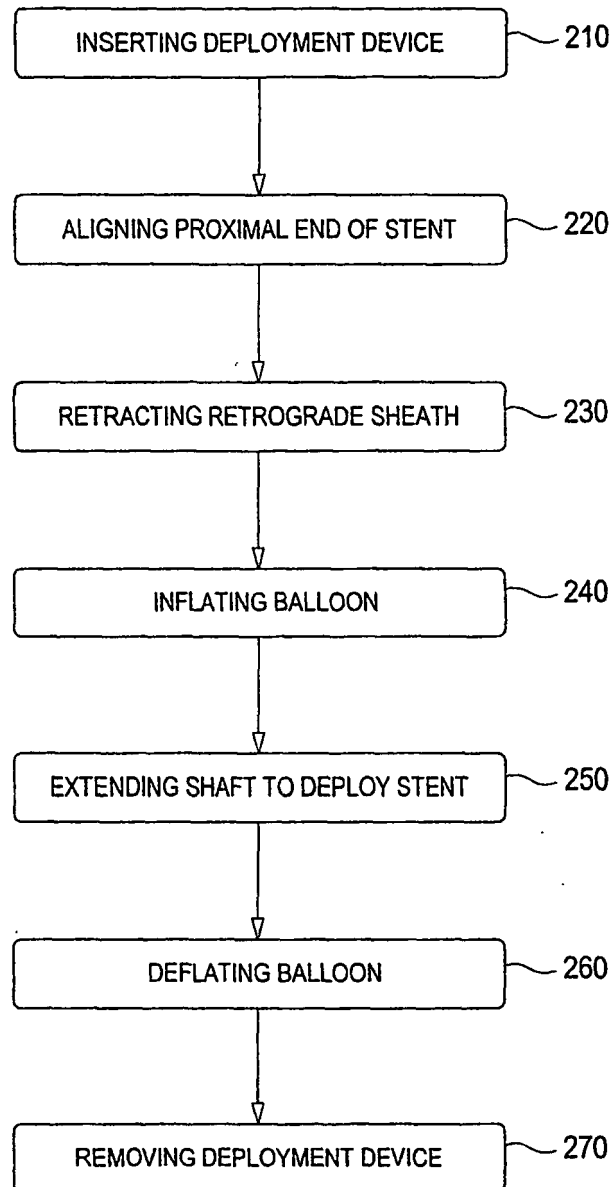 INSERTING DEPLOYMENT DEVICE 210
ALIGNING PROXIMAL END OF STENT 220
RETRACTING RETROGRADE SHEATH 230
INFLATING BALLOON 240
EXTENDING SHAFT TO DEPLOY STENT 250
DEFLATING BALLOON 260
REMOVING DEPLOYMENT DEVICE 270